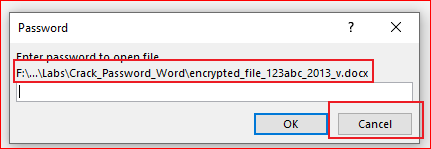 Password
Enter password to open file
F:\...\Labs\Crack_Password_Word\encrypted_file_123abc_2013_v.docx
OK
Cancel